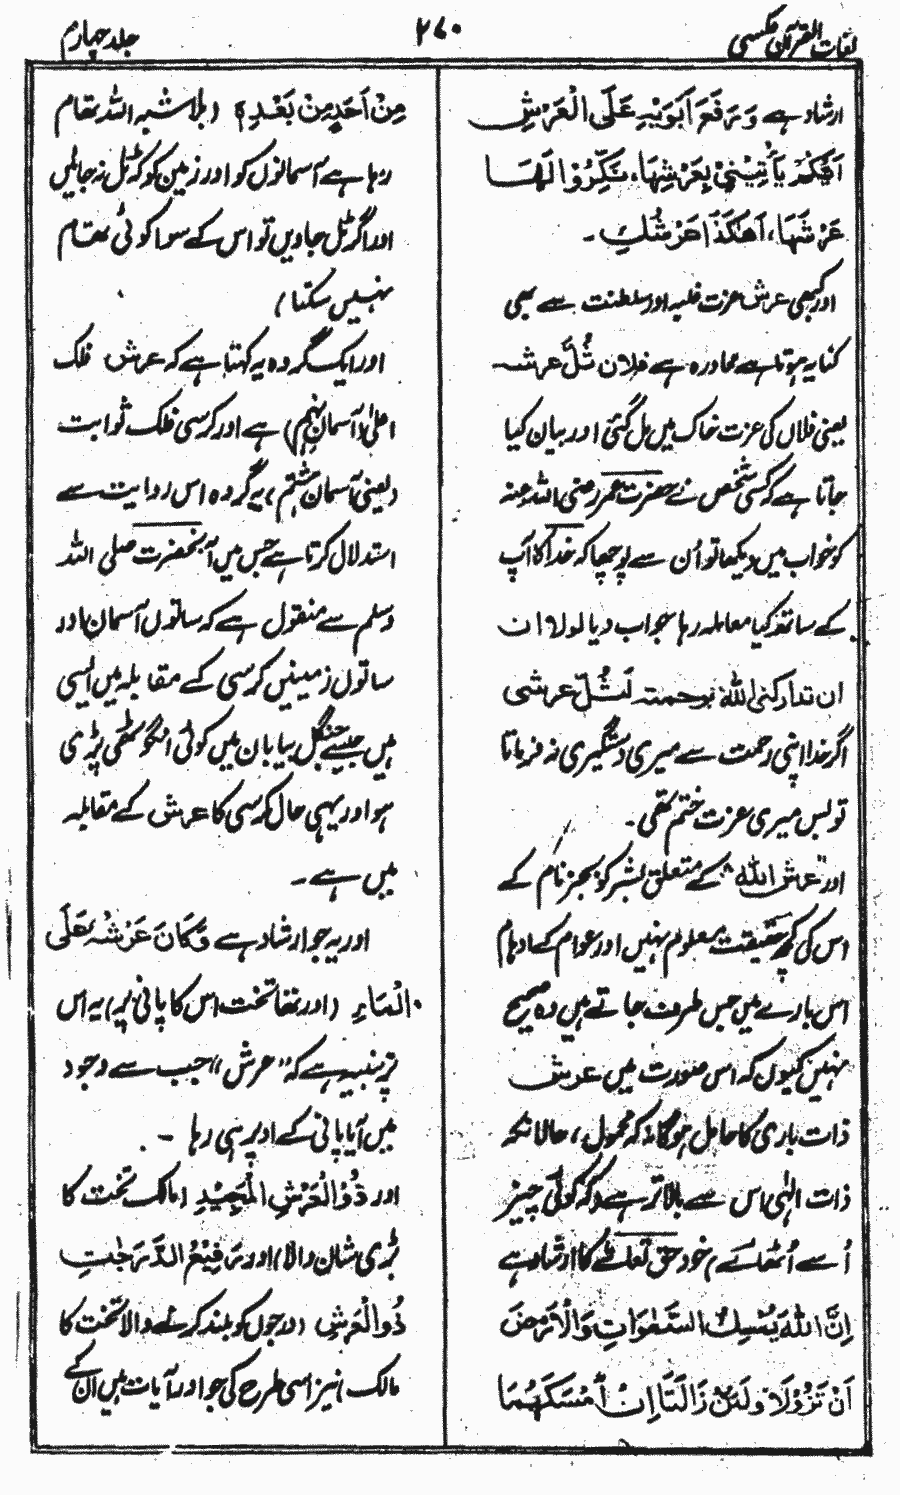 لغات القرآن عکسی
۲۷۰
جلد چہارم
ارشاد ہے وَرَفَعَ اَبَوَیْہِ عَلَی الْعَرْشِ
اَیُّکُمْ یَأْتِیْنِیْ بِعَرْشِہَا، نَکِّرُوْا لَہَا
عَرْشَہَا، اَھٰکَذَا عَرْشُکِ۔
اور کبھی عرش عزت غلبہ اور سلطنت سے بھی
کنایہ ہوتا ہے محاورہ ہے فلان ثُلَّ عرشہ
یعنی فلاں کی عزت خاک میں مل گئی اور بیان کیا
جاتا ہے کہ کسی شخص نے حضرت عمر رضی اللہ عنہ
کو خواب میں دیکھا تو اُن سے پوچھا کہ خدا کا آپ
کے ساتھ کیا معاملہ رہا جواب دیا لولا ان
ان تدارکنی اللہ برحمتہ لَثُلَّ عرشی
اگر خدا اپنی رحمت سے میری دستگیری نہ فرماتا
تو بس میری عزت ختم تھی۔
اور "عرش اللہ" کے متعلق بشر کو بجز نام کے
اس کی کچھ حقیقت معلوم نہیں اور عوام کے اوہام
اس بارے میں جس طرف جاتے ہیں وہ صحیح
نہیں کیوں کہ اس صورت میں عرش
ذات باری کا حامل ہوگا نہ کہ محمول، حالانکہ
ذات الٰہی اس سے بالاتر ہے کہ کوئی چیز
اُسے اُٹھائے خود حق تعالیٰ کا ارشاد ہے
اِنَّ اللہَ یُمْسِکُ السَّمٰوَاتِ وَالْاَرْضَ
اَنْ تَزُوْلَا وَلَئِنْ زَالَتَا اِنْ اَمْسَکَہُمَا
مِنْ اَحَدٍ مِنْ بَعْدِہٖ (بلاشبہ اللہ تھام
رہا ہے آسمانوں کو اور زمین کو کہ ٹل نہ جائیں
اور اگر ٹل جاویں تو اس کے سوا کوئی تھام
نہیں سکتا)
اور ایک گروہ یہ کہتا ہے کہ عرش فلک
اعلیٰ (آسمان نہم) ہے اور کرسی فلک ثوابت
(یعنی آسمان ہشتم) یہ گروہ اس روایت سے
استدلال کرتا ہے جس میں آنحضرت صلی اللہ
وسلم سے منقول ہے کہ ساتوں آسمان اور
ساتوں زمینیں کرسی کے مقابلہ میں ایسی
ہیں جیسے جنگل بیابان میں کوئی انگوٹھی پڑی
ہو اور یہی حال کرسی کا عرش کے مقابلہ
میں ہے۔
اور یہ جو ارشاد ہے وَّکَانَ عَرْشُہٗ عَلَی
الْمَاءِ (اور تھا تخت اس کا پانی پر) یہ اس
پر تنبیہ ہے کہ "عرش" جب سے وجود
میں آیا پانی کے اوپر ہی رہا۔
اور ذُوْ الْعَرْشِ الْمَجِیْدِ (مالک تخت کا
بڑی شان والا) اور رَفِیْعُ الدَّرَجٰتِ
ذُو الْعَرْشِ (درجوں کو بلند کرنے والا تخت کا
مالک) نیز اسی طرح کی جو اور آیات ہیں ان کے